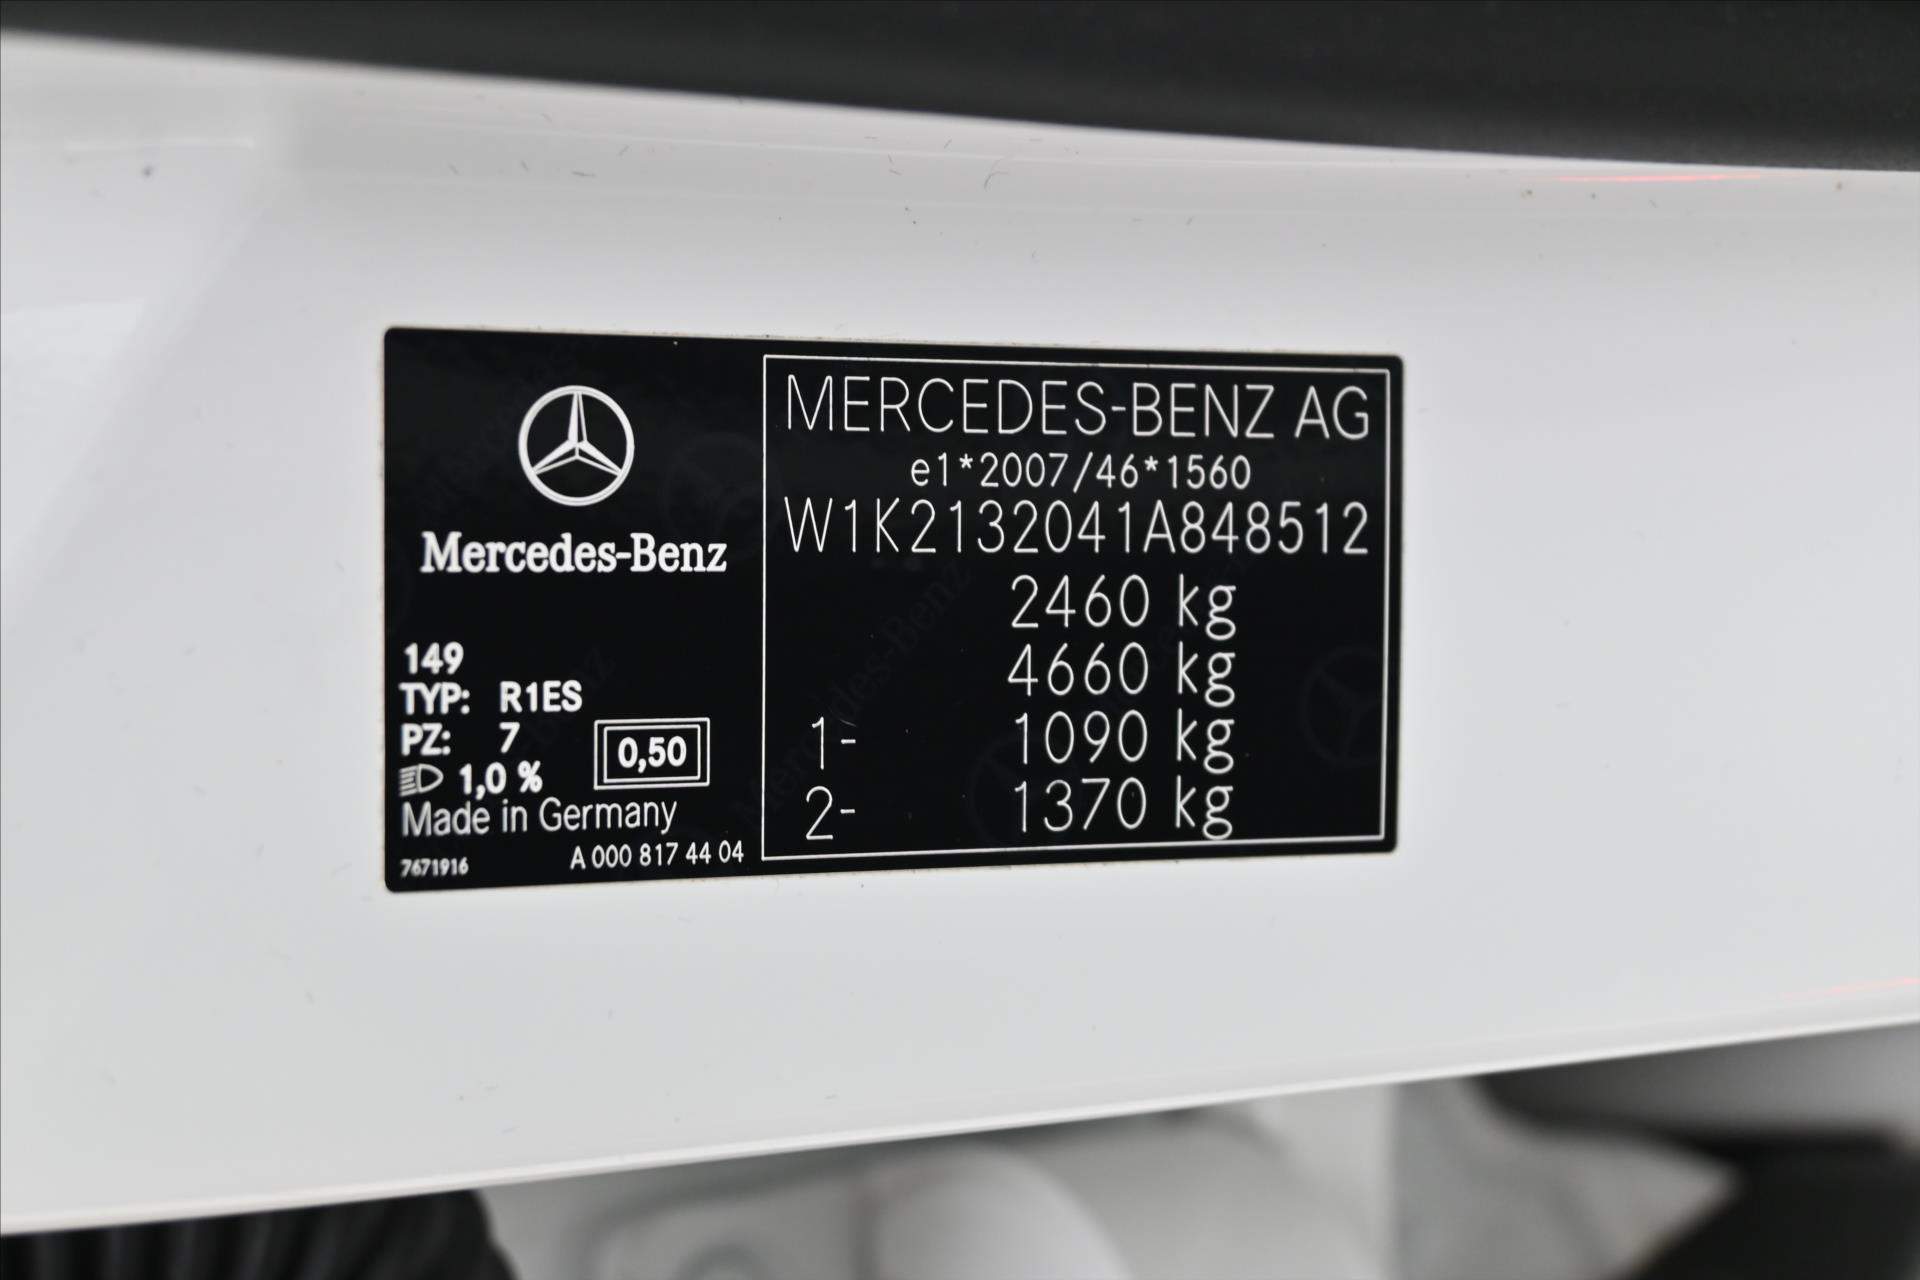 Mercedes-Benz
149
TYP: R1ES
PZ: 7
1,0 %
0,50
Made in Germany
7671916
A 000 817 44 04
MERCEDES-BENZ AG
e1*2007/46*1560
W1K2132041A848512
2460 kg
4660 kg
1- 1090 kg
2- 1370 kg